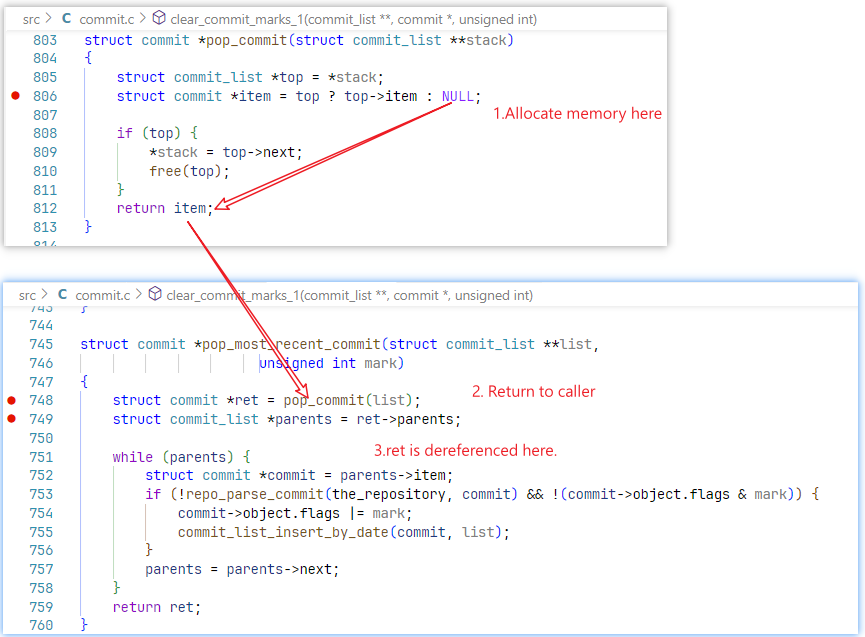 src > C commit.c > clear_commit_marks_1(commit_list **, commit *, unsigned int)
803 struct commit *pop_commit(struct commit_list **stack)
804 {
805 struct commit_list *top = *stack;
806 struct commit *item = top ? top->item : NULL;
1.Allocate memory here
807
808 if (top) {
809 *stack = top->next;
810 free(top);
811 }
812 return item;
813 }
814
src > C commit.c > clear_commit_marks_1(commit_list **, commit *, unsigned int)
743 }
744
745 struct commit *pop_most_recent_commit(struct commit_list **list,
746 unsigned int mark)
747 {
748 struct commit *ret = pop_commit(list);
2. Return to caller
749 struct commit_list *parents = ret->parents;
750
3.ret is dereferenced here.
751 while (parents) {
752 struct commit *commit = parents->item;
753 if (!repo_parse_commit(the_repository, commit) && !(commit->object.flags & mark)) {
754 commit->object.flags |= mark;
755 commit_list_insert_by_date(commit, list);
756 }
757 parents = parents->next;
758 }
759 return ret;
760 }